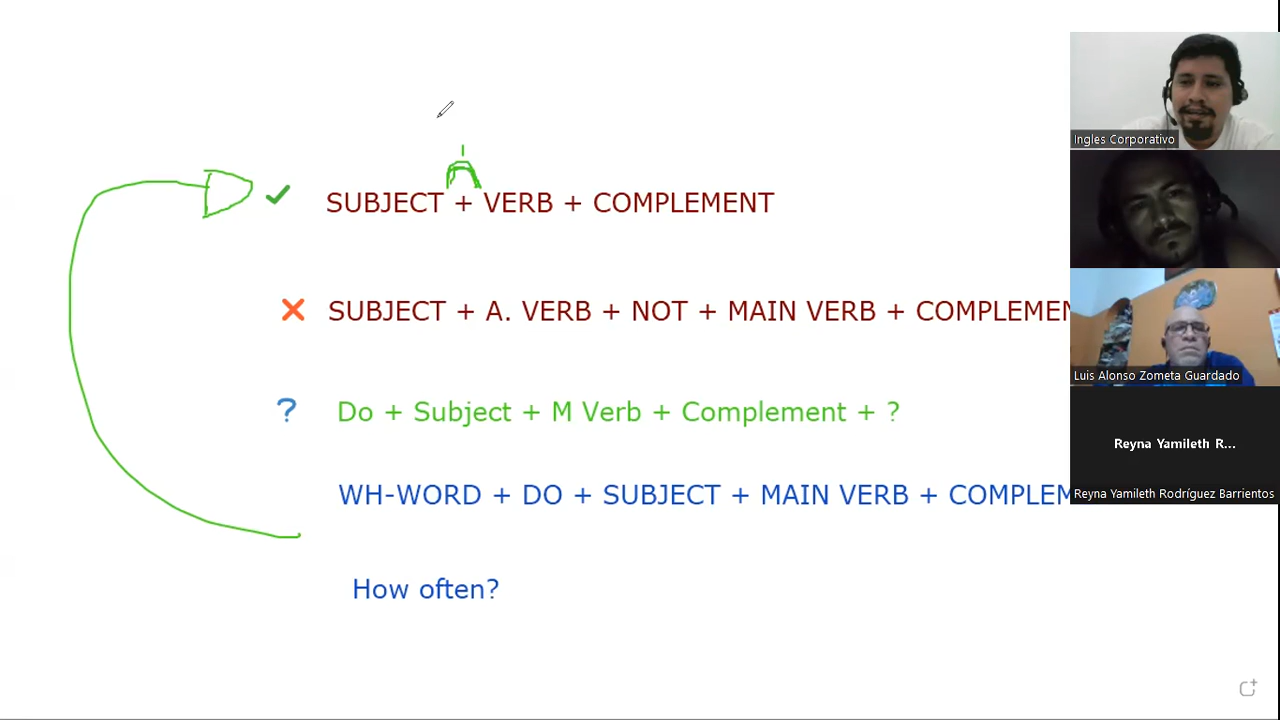 SUBJECT + VERB + COMPLEMENT
SUBJECT + A. VERB + NOT + MAIN VERB + COMPLEMEN
Do + Subject + M Verb + Complement + ?
WH-WORD + DO + SUBJECT + MAIN VERB + COMPLEM
How often?
Ingles Corporativo
Luis Alonso Zometa Guardado
Reyna Yamileth R...
Reyna Yamileth Rodríguez Barrientos